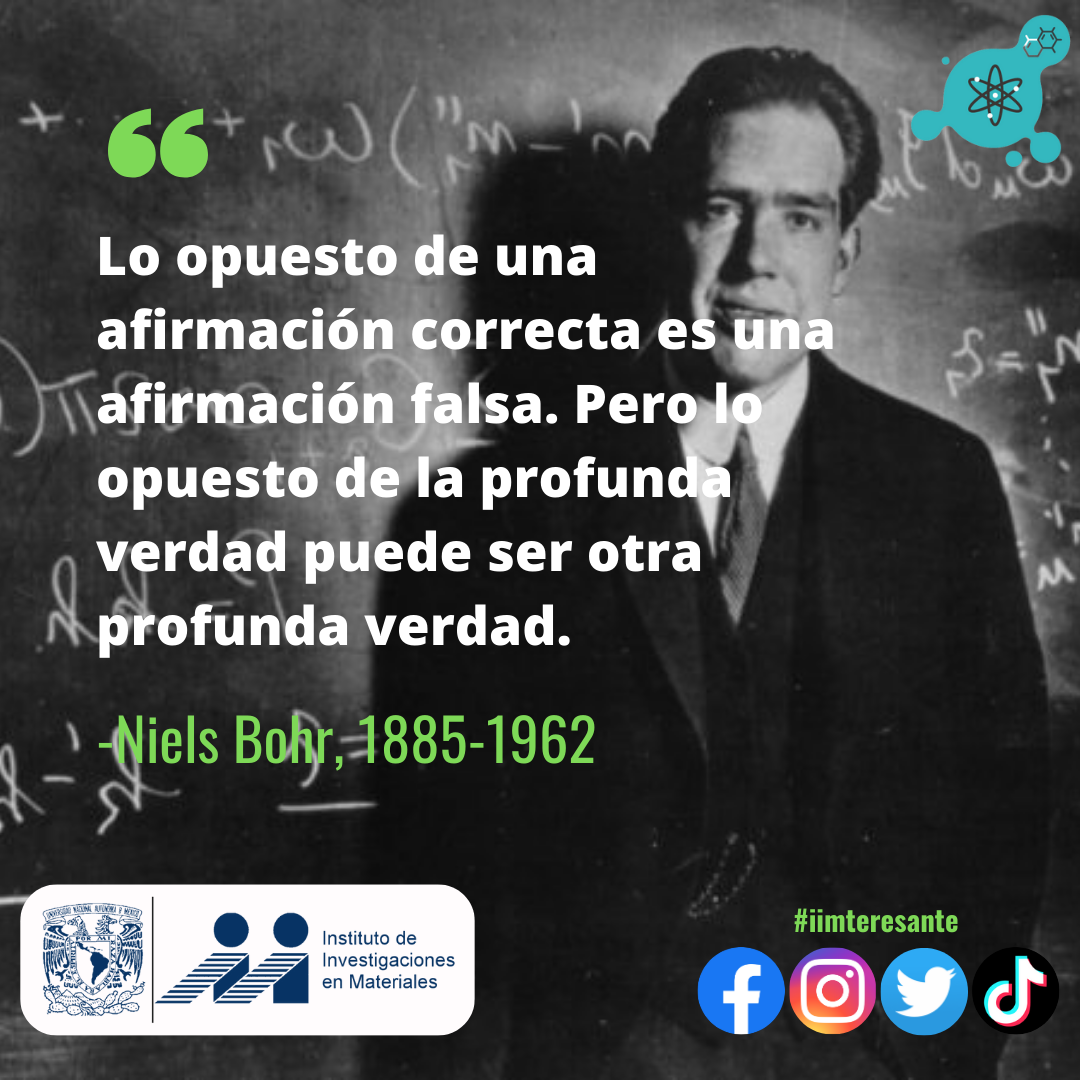 Lo opuesto de una
afirmación correcta es una
afirmación falsa. Pero lo
opuesto de la profunda
verdad puede ser otra
profunda verdad.
-Niels Bohr, 1885-1962
Instituto de
Investigaciones
en Materiales
#iimteresante